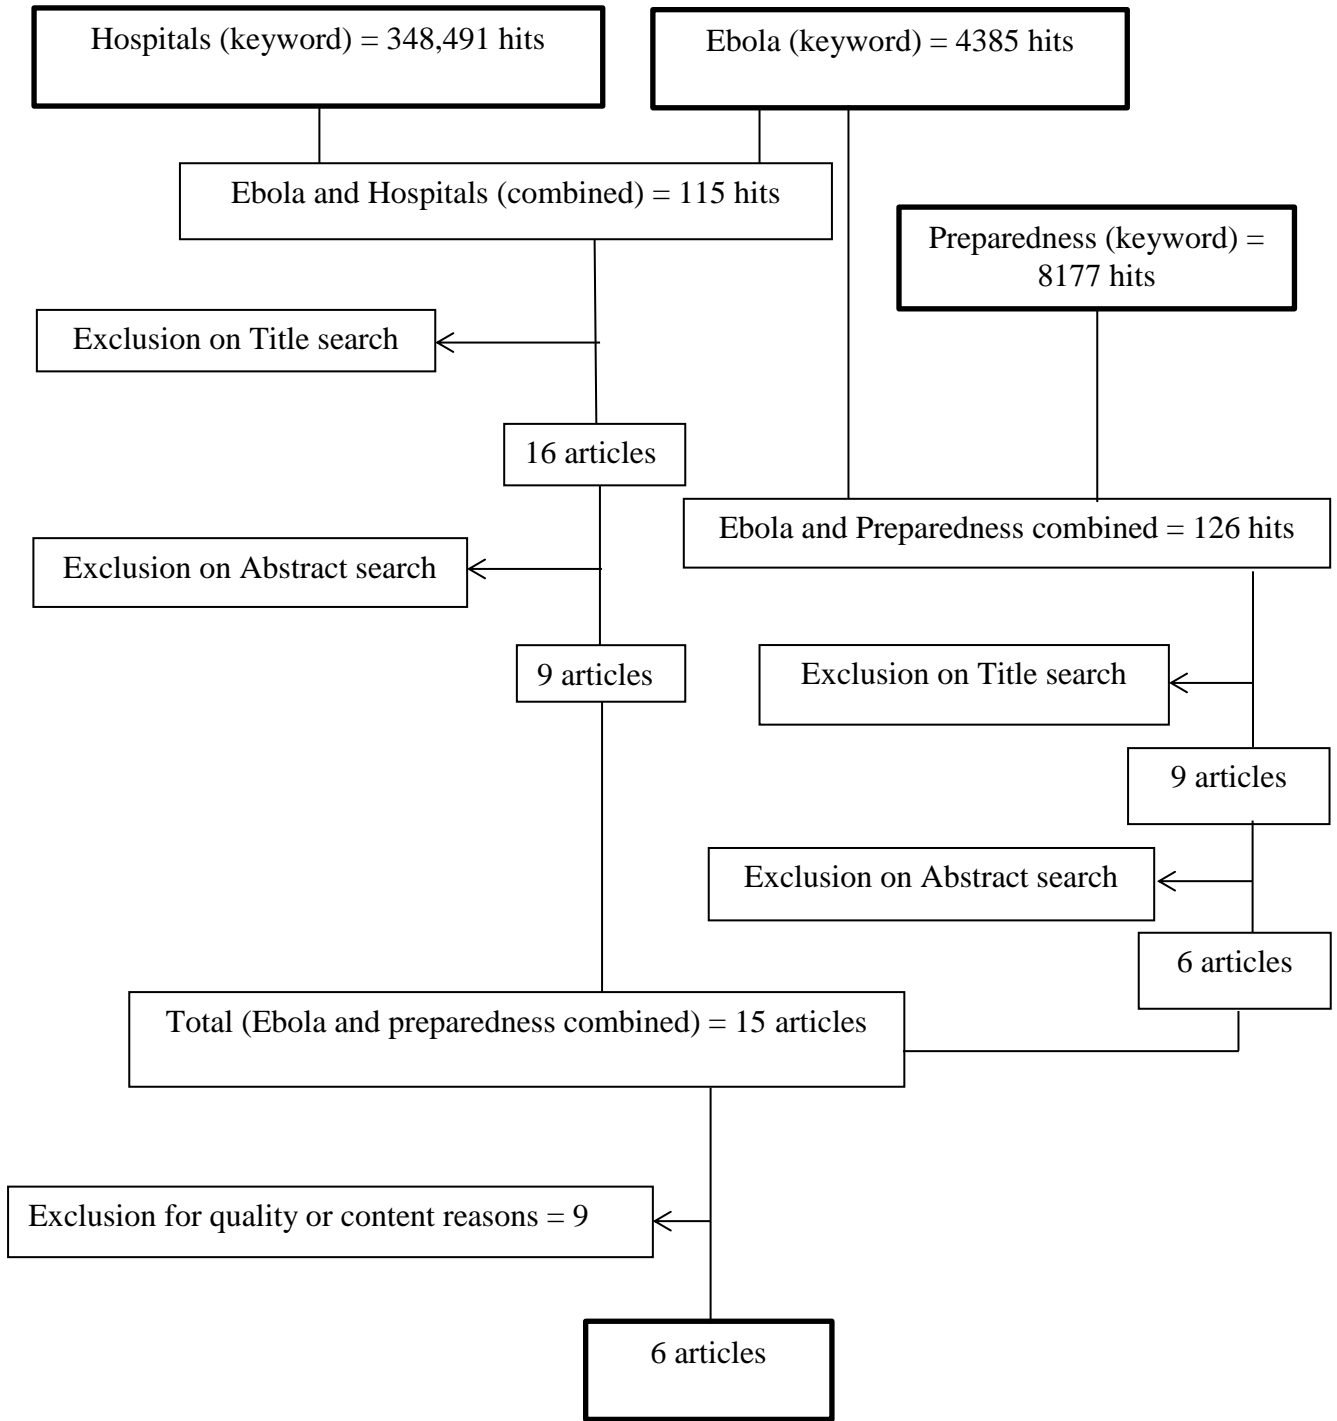 Hospitals (keyword) = 348,491 hits
Ebola (keyword) = 4385 hits
Ebola and Hospitals (combined) = 115 hits
Preparedness (keyword) =
8177 hits
Exclusion on Title search
16 articles
Ebola and Preparedness combined = 126 hits
Exclusion on Abstract search
9 articles
Exclusion on Title search
9 articles
Exclusion on Abstract search
6 articles
Total (Ebola and preparedness combined) = 15 articles
Exclusion for quality or content reasons = 9
6 articles